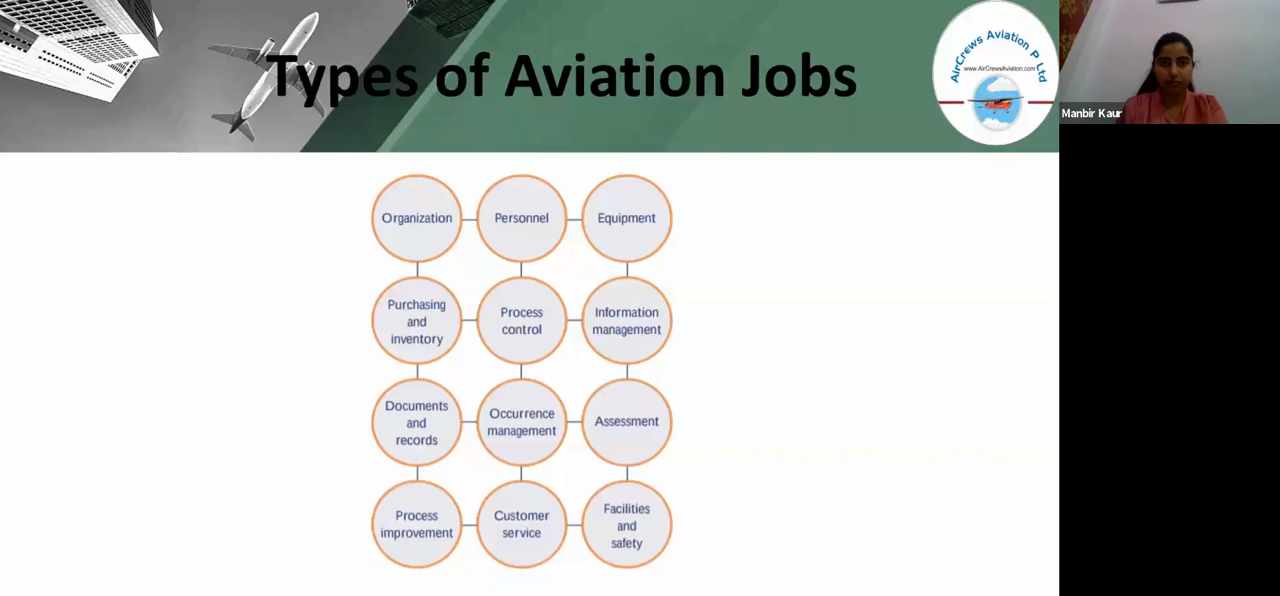 Types of Aviation Jobs
AirCrews Aviation P Ltd
www.AirCrewsAviation.com
Manbir Kaur
Organization
Personnel
Equipment
Purchasing
and
inventory
Process
control
Information
management
Documents
and
records
Occurrence
management
Assessment
Process
improvement
Customer
service
Facilities
and
safety